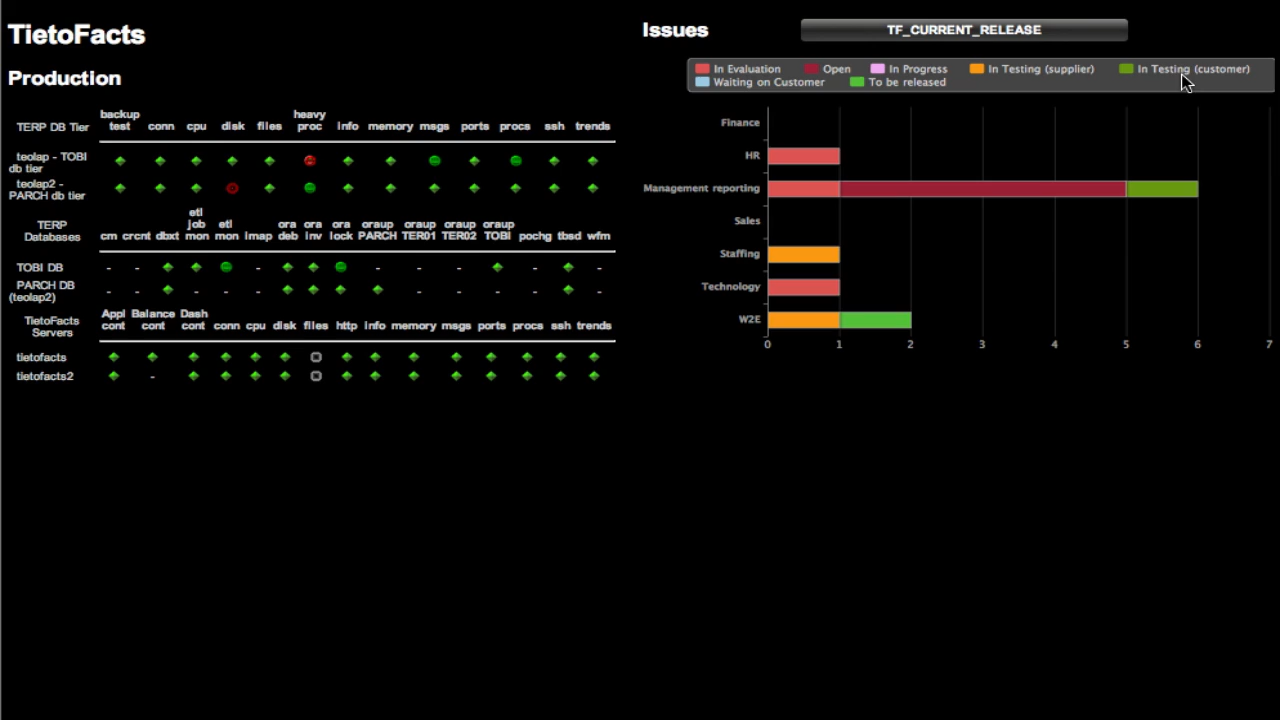 TietoFacts
Production
TERP DB Tier backup test conn cpu disk files heavy proc info memory msgs ports procs ssh trends
teolap - TOBI db tier
teolap2 - PARCH db tier
TERP Databases cm crcnt dbxt etl job mon etl mon imap ora deb ora inv ora lock oraup PARCH oraup TER01 oraup TER02 oraup TOBI pochg tbsd wfm
TOBI DB - - - - - - - -
PARCH DB (teolap2) - - - - - - - - - -
TietoFacts Servers Appl cont Balance cont Dash cont conn cpu disk files http info memory msgs ports procs ssh trends
tietofacts
tietofacts2 -
Issues
TF_CURRENT_RELEASE
In Evaluation Open In Progress In Testing (supplier) In Testing (customer)
Waiting on Customer To be released
Finance
HR
Management reporting
Sales
Staffing
Technology
W2E
0 1 2 3 4 5 6 7